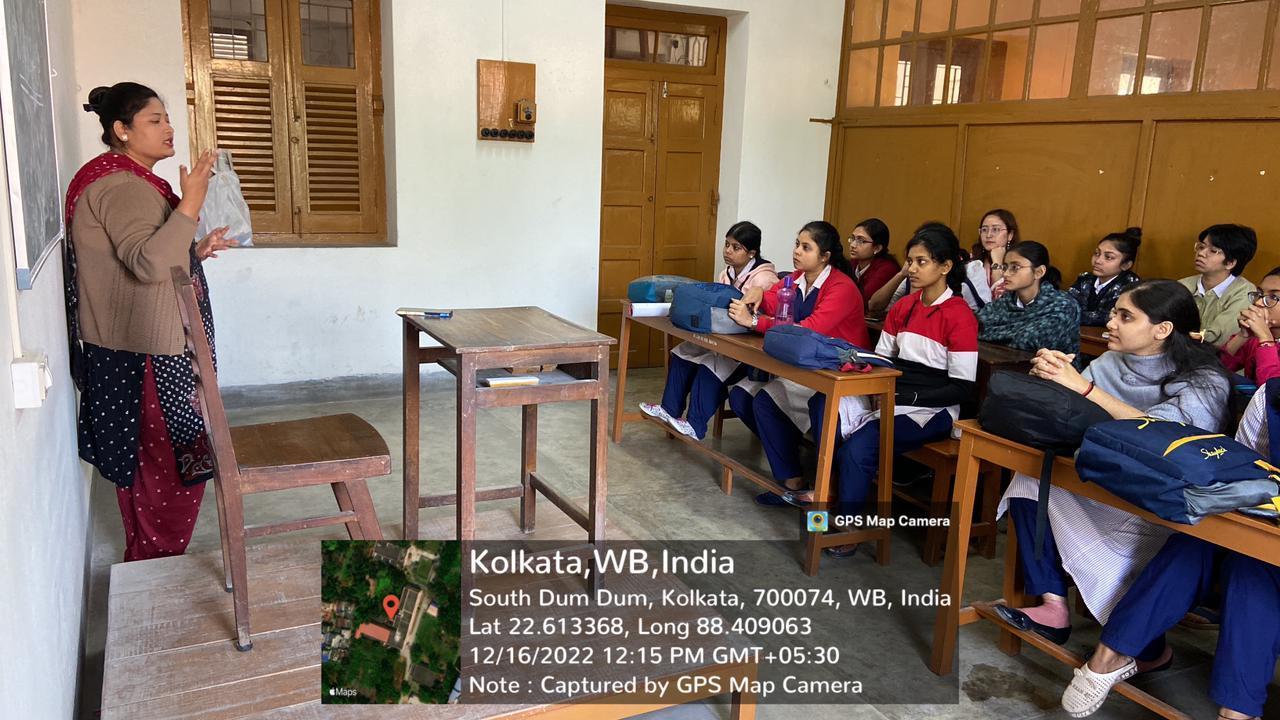 GPS Map Camera
Kolkata,WB,India
South Dum Dum, Kolkata, 700074, WB, India
Lat 22.613368, Long 88.409063
12/16/2022 12:15 PM GMT+05:30
Note : Captured by GPS Map Camera
Maps
Skybags